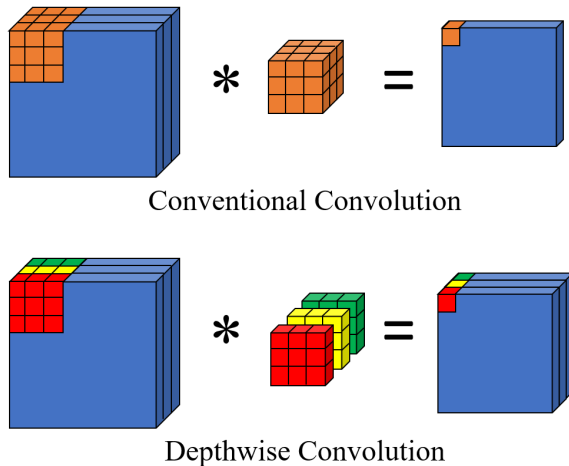 * =
Conventional Convolution
* =
Depthwise Convolution